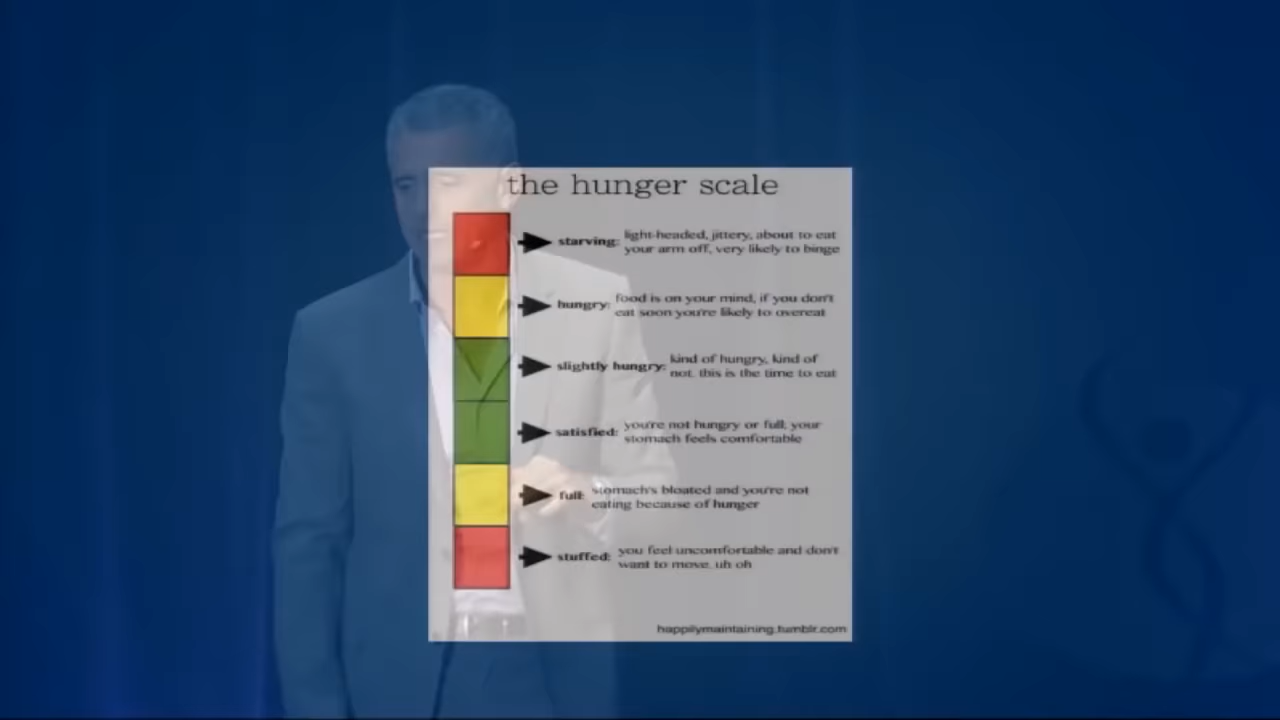 the hunger scale
starving: light-headed, jittery, about to eat
your arm off, very likely to binge
hungry: food is on your mind, if you don't
eat soon you're likely to overeat
slightly hungry: kind of hungry, kind of
not. this is the time to eat
satisfied: you're not hungry or full; your
stomach feels comfortable
full: stomach's bloated and you're not
eating because of hunger
stuffed: you feel uncomfortable and don't
want to move. uh oh
happilymaintaining.tumblr.com